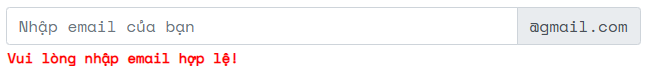 Nhập email của bạn @gmail.com
Vui lòng nhập email hợp lệ!